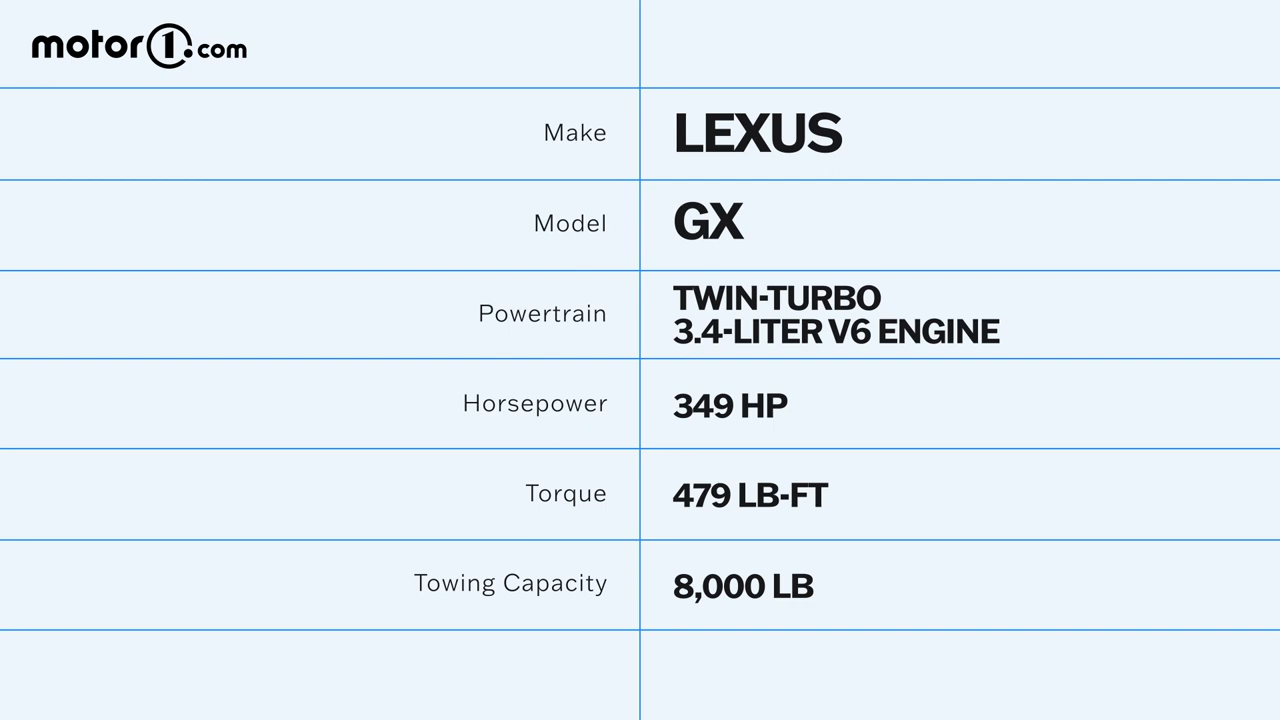 motor1.com
Make
LEXUS
Model
GX
Powertrain
TWIN-TURBO
3.4-LITER V6 ENGINE
Horsepower
349 HP
Torque
479 LB-FT
Towing Capacity
8,000 LB